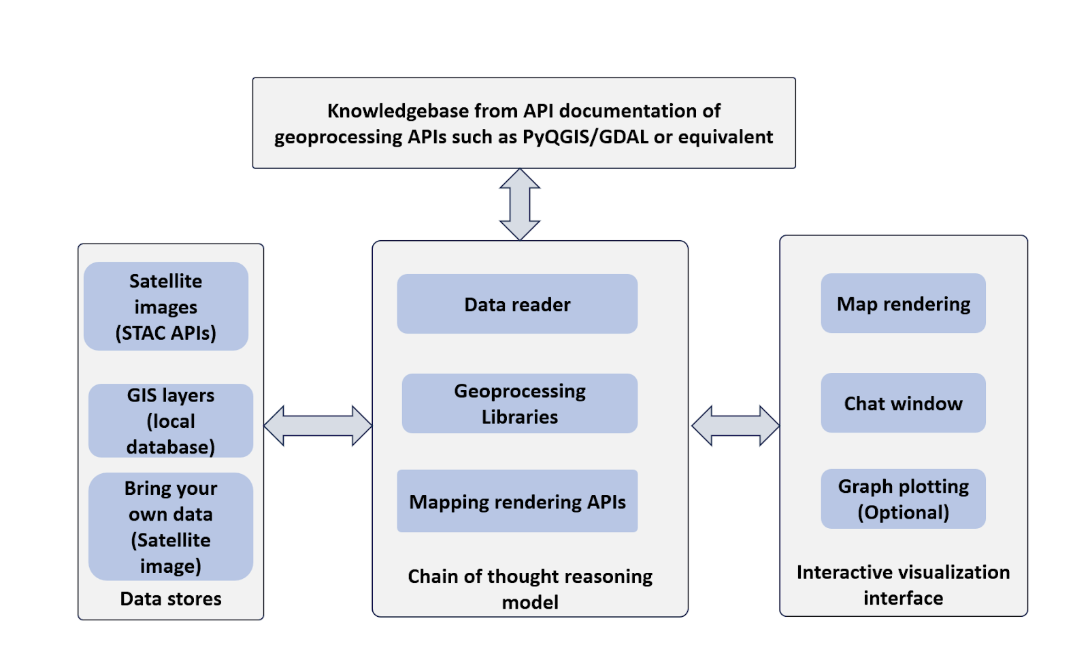 Knowledgebase from API documentation of
geoprocessing APIs such as PyQGIS/GDAL or equivalent
Satellite
images
(STAC APIs)
GIS layers
(local
database)
Bring your
own data
(Satellite
image)
Data stores
Data reader
Geoprocessing
Libraries
Mapping rendering APIs
Chain of thought reasoning
model
Map rendering
Chat window
Graph plotting
(Optional)
Interactive visualization
interface